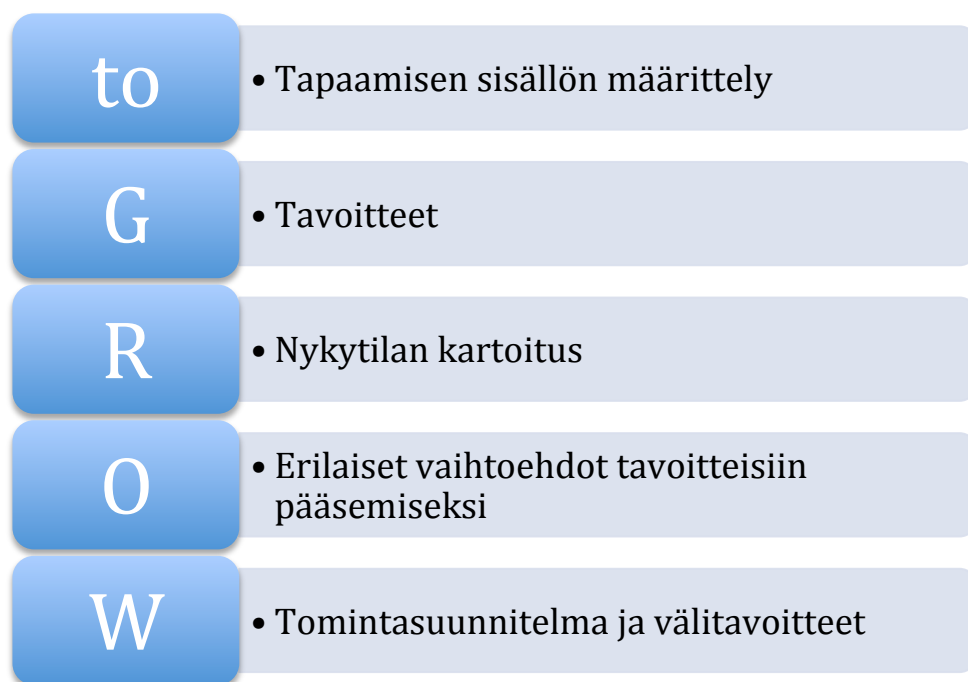 to
• Tapaamisen sisällön määrittely
G
• Tavoitteet
R
• Nykytilan kartoitus
O
• Erilaiset vaihtoehdot tavoitteisiin
pääsemiseksi
W
• Tomintasuunnitelma ja välitavoitteet